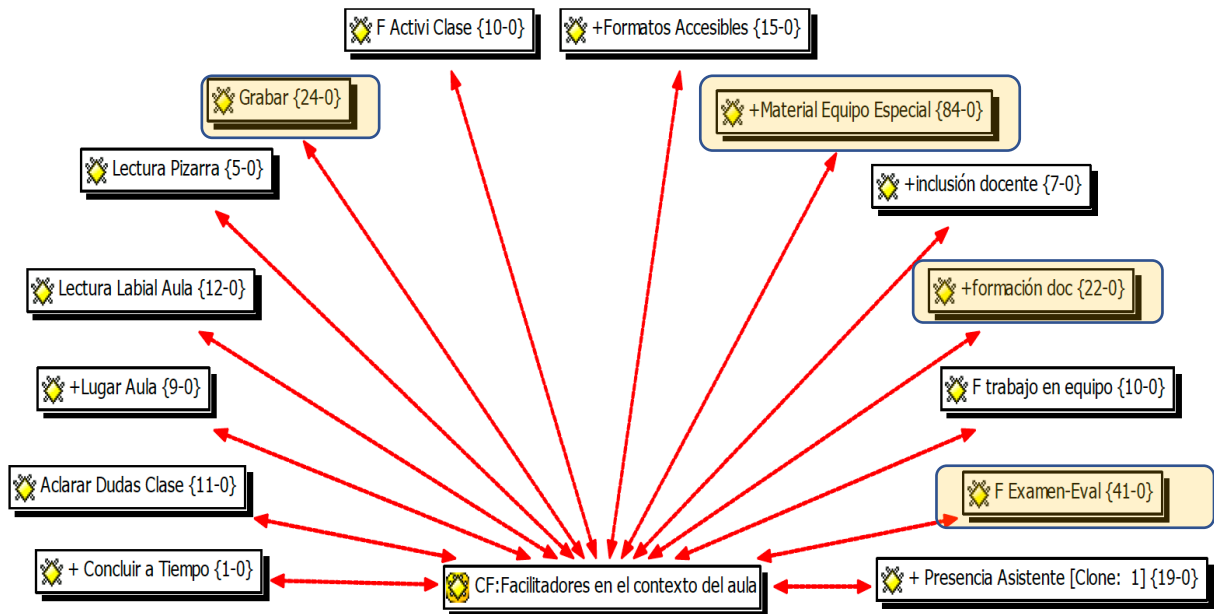 F Activi Clase {10-0}
+Formatos Accesibles {15-0}
Grabar {24-0}
+Material Equipo Especial {84-0}
Lectura Pizarra {5-0}
+inclusión docente {7-0}
Lectura Labial Aula {12-0}
+formación doc {22-0}
+Lugar Aula {9-0}
F trabajo en equipo {10-0}
Aclarar Dudas Clase {11-0}
F Examen-Eval {41-0}
+ Concluir a Tiempo {1-0}
CF:Facilitadores en el contexto del aula
+ Presencia Asistente [Clone: 1] {19-0}